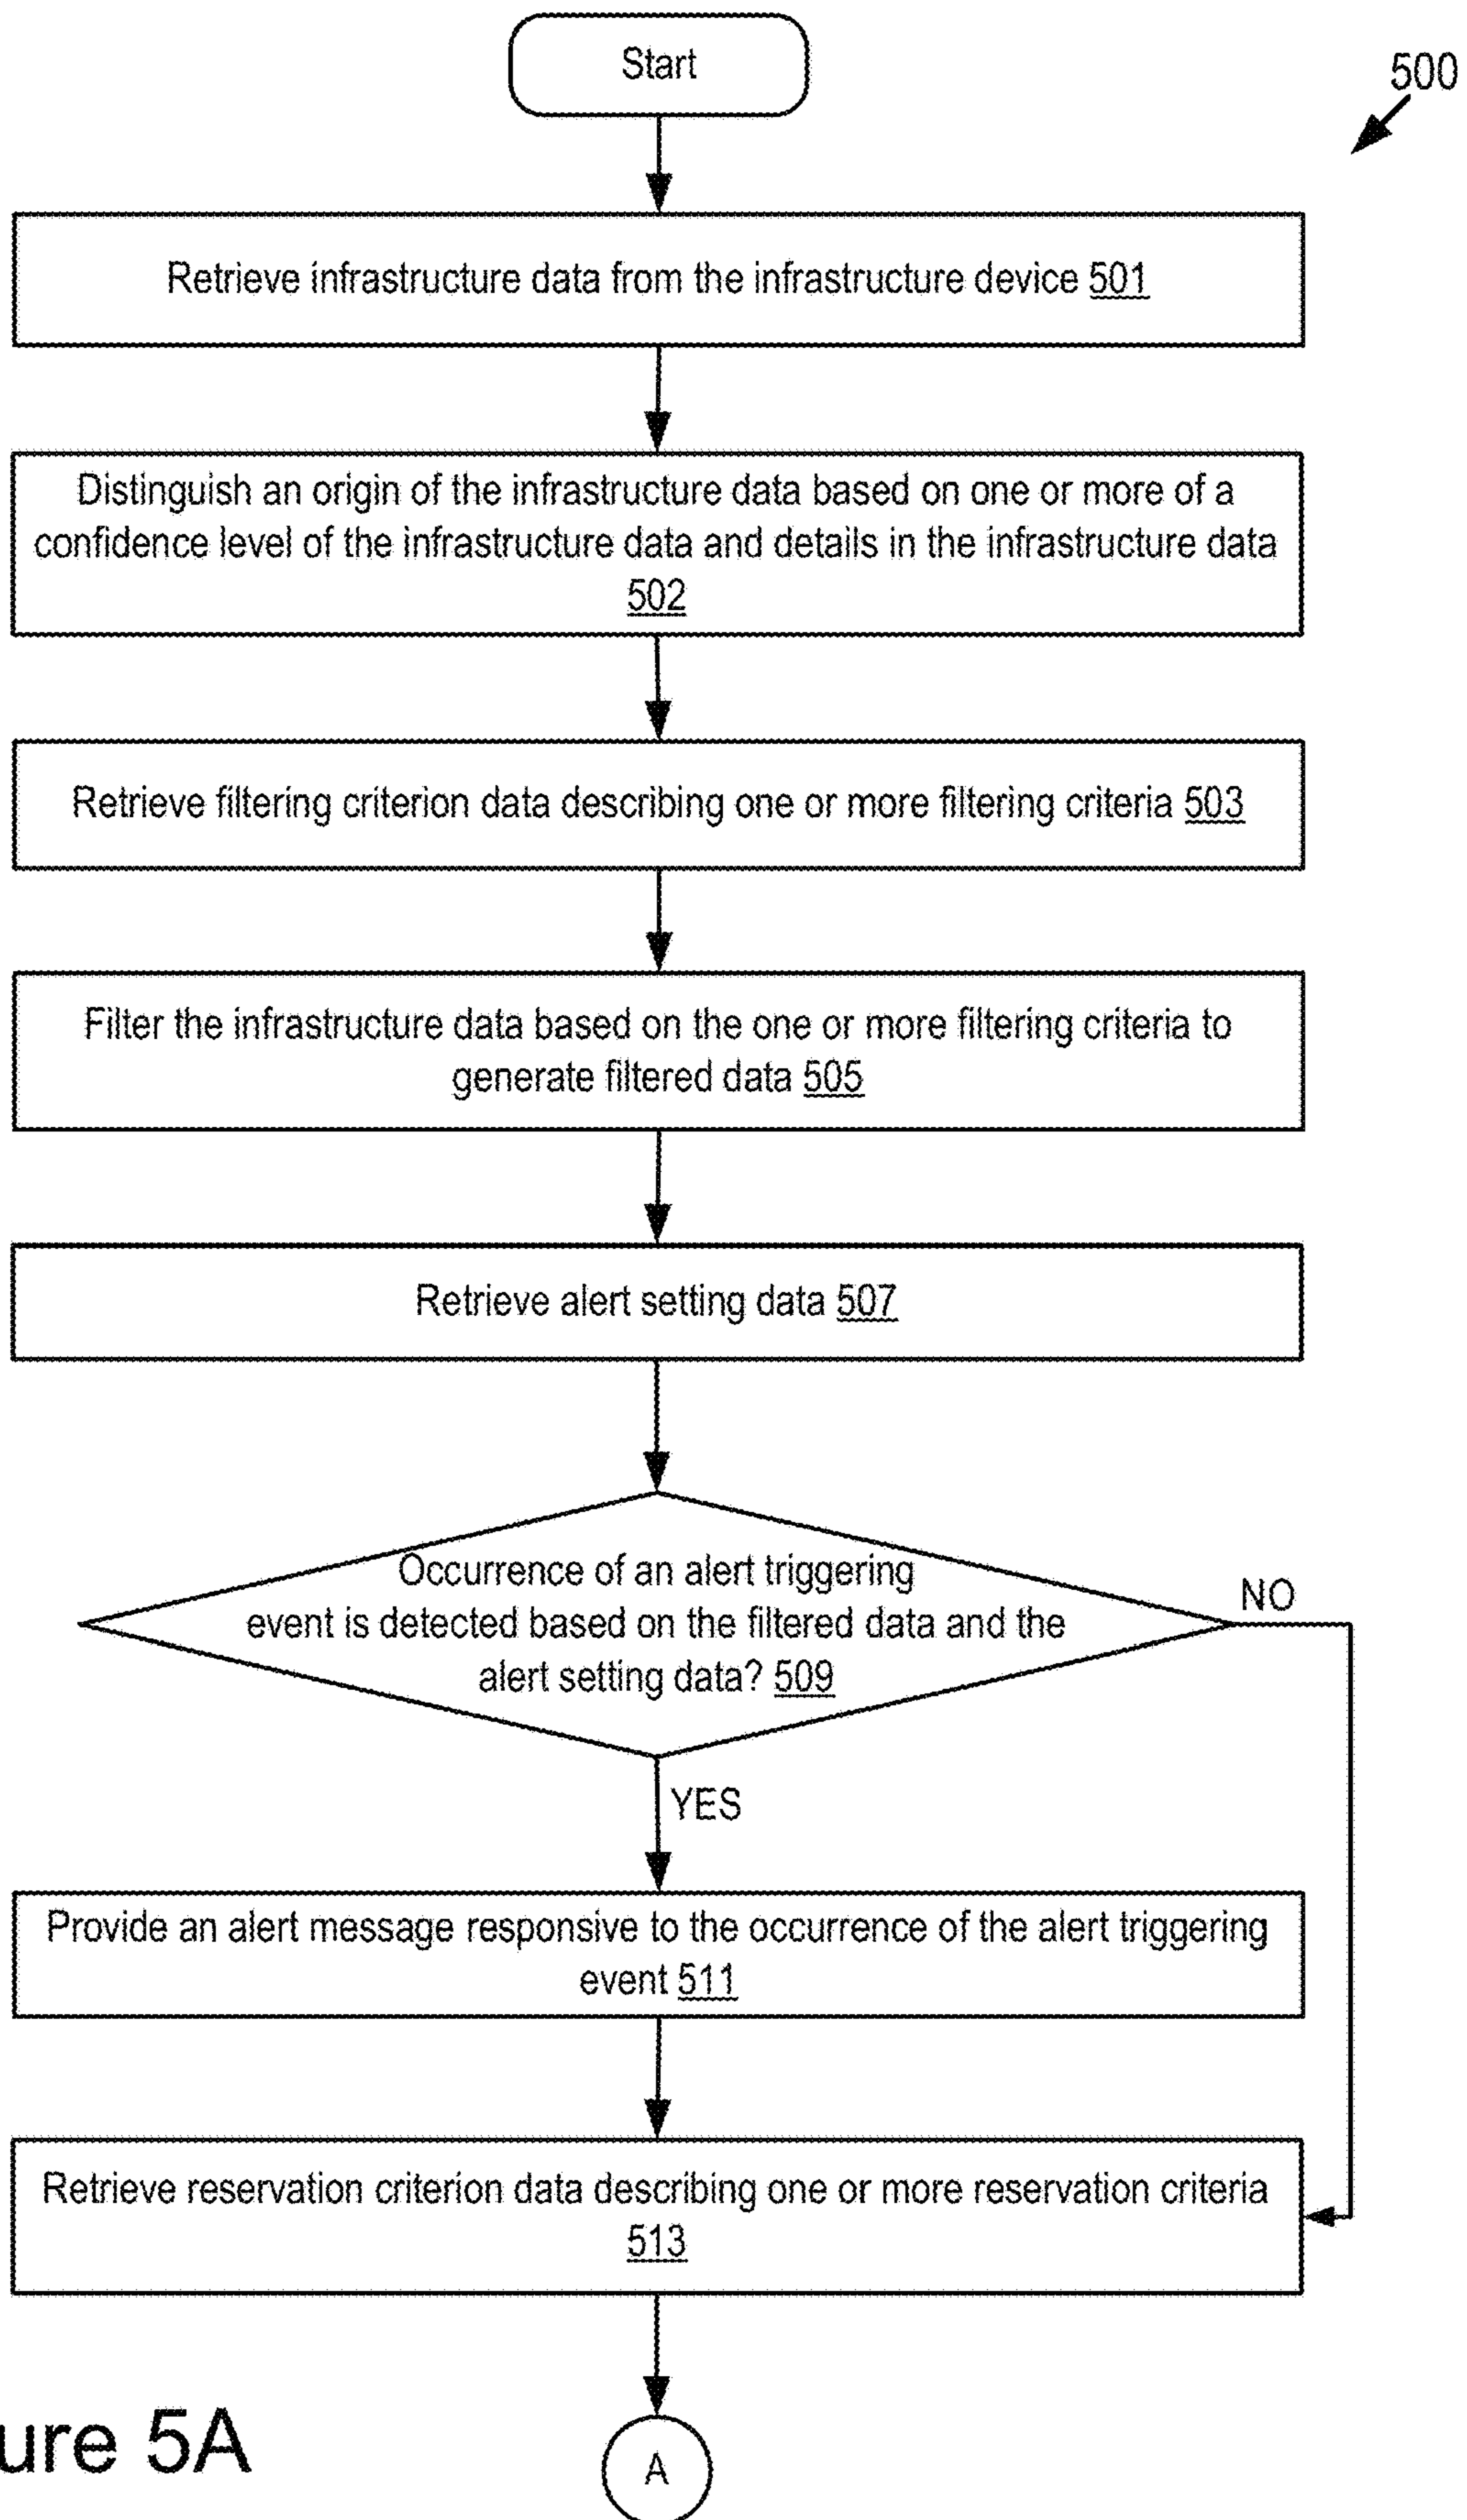 Start
500
Retrieve infrastructure data from the infrastructure device 501
Distinguish an origin of the infrastructure data based on one or more of a
confidence level of the infrastructure data and details in the infrastructure data
502
Retrieve filtering criterion data describing one or more filtering criteria 503
Filter the infrastructure data based on the one or more filtering criteria to
generate filtered data 505
Retrieve alert setting data 507
Occurrence of an alert triggering
event is detected based on the filtered data and the
alert setting data? 509
NO
YES
Provide an alert message responsive to the occurrence of the alert triggering
event 511
Retrieve reservation criterion data describing one or more reservation criteria
513
ure 5A
A